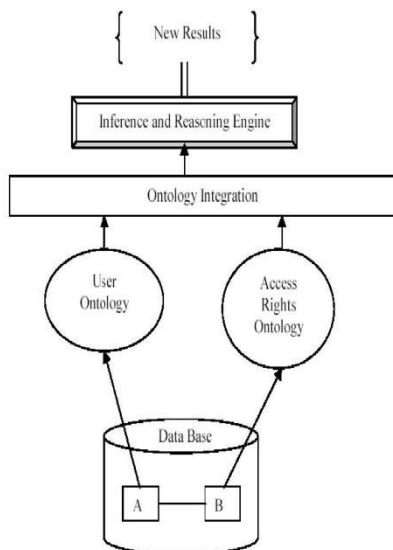 New Results
Inference and Reasoning Engine
Ontology Integration
User
Ontology
Access
Rights
Ontology
Data Base
A
B